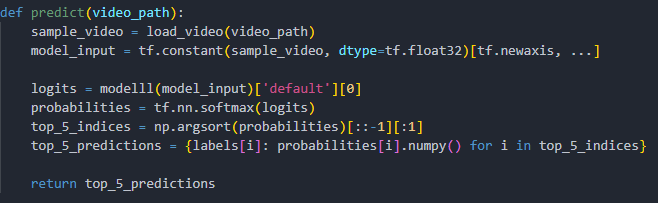 def predict(video_path):
    sample_video = load_video(video_path)
    model_input = tf.constant(sample_video, dtype=tf.float32)[tf.newaxis, ...]

    logits = modelll(model_input)['default'][0]
    probabilities = tf.nn.softmax(logits)
    top_5_indices = np.argsort(probabilities)[::-1][:1]
    top_5_predictions = {labels[i]: probabilities[i].numpy() for i in top_5_indices}

    return top_5_predictions